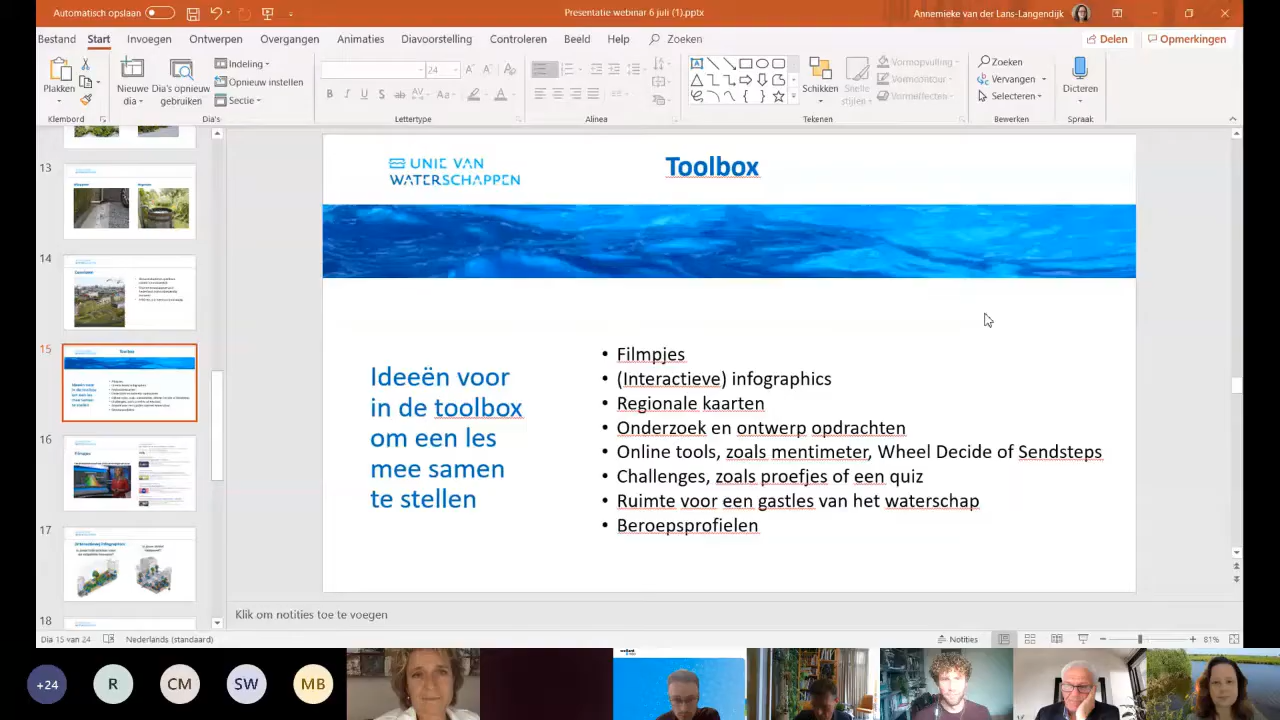 Automatisch opslaan
Presentatie webinar 6 juli (1).pptx
Annemieke van der Lans-Langendijk
Bestand Start Invoegen Ontwerpen Overgangen Animaties Diavoorstelling Controleren Beeld Help Zoeken
Delen Opmerkingen
Plakken
Klembord
Nieuwe dia
Dia's opnieuw gebruiken
Indeling
Opnieuw instellen
Sectie
Dia's
24
Lettertype
Alinea
Schikken
Snelle stijlen
Vormopvulling
Vormcontour
Vormeffecten
Tekenen
Zoeken
Vervangen
Selecteren
Bewerken
Dicteren
Spraak
13
14
15
16
17
18
UNIE VAN
WATERSCHAPPEN
Toolbox
Ideeën voor
in de toolbox
om een les
mee samen
te stellen
• Filmpjes
• (Interactieve) infographics
• Regionale kaarten
• Onderzoek en ontwerp opdrachten
• Online tools, zoals mentimeter, Wheel Decide of Sendsteps
• Challenges, zoals proefjes of een quiz
• Ruimte voor een gastles van het waterschap
• Beroepsprofielen
Klik om notities toe te voegen
Dia 15 van 24 Nederlands (standaard)
Notities
81%
+24 R CM SW MB